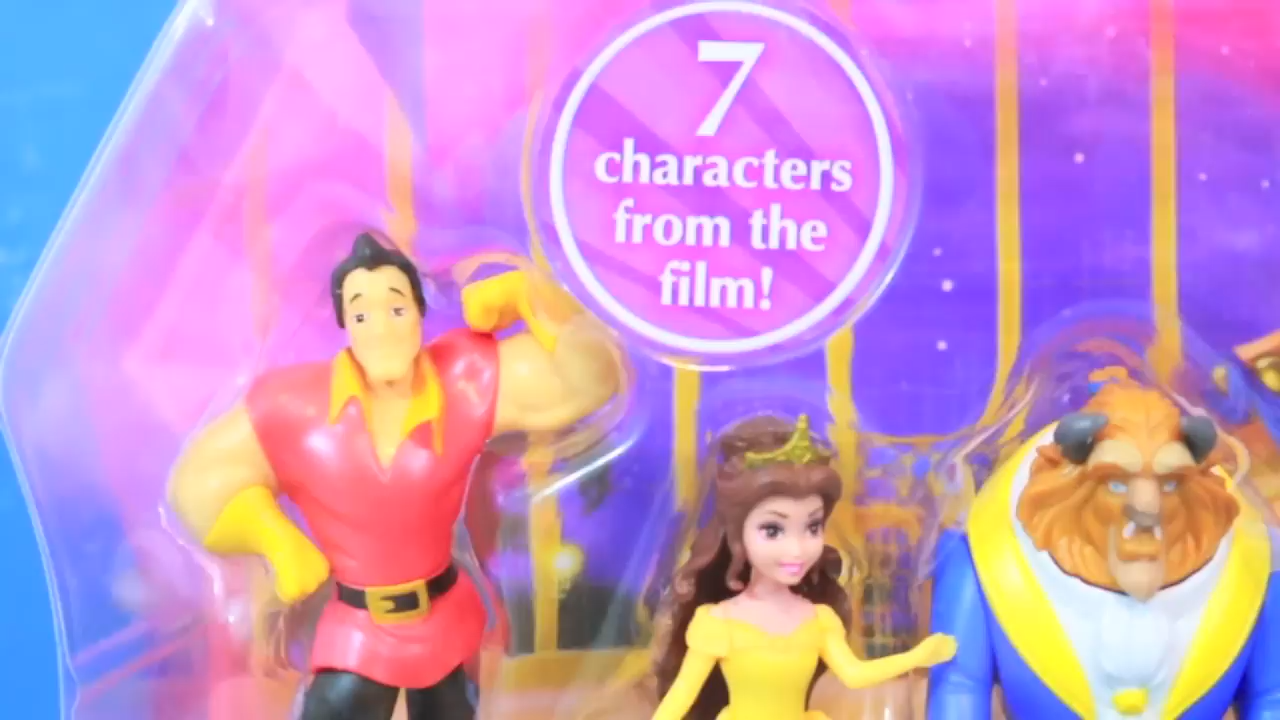 7
characters
from the
film!